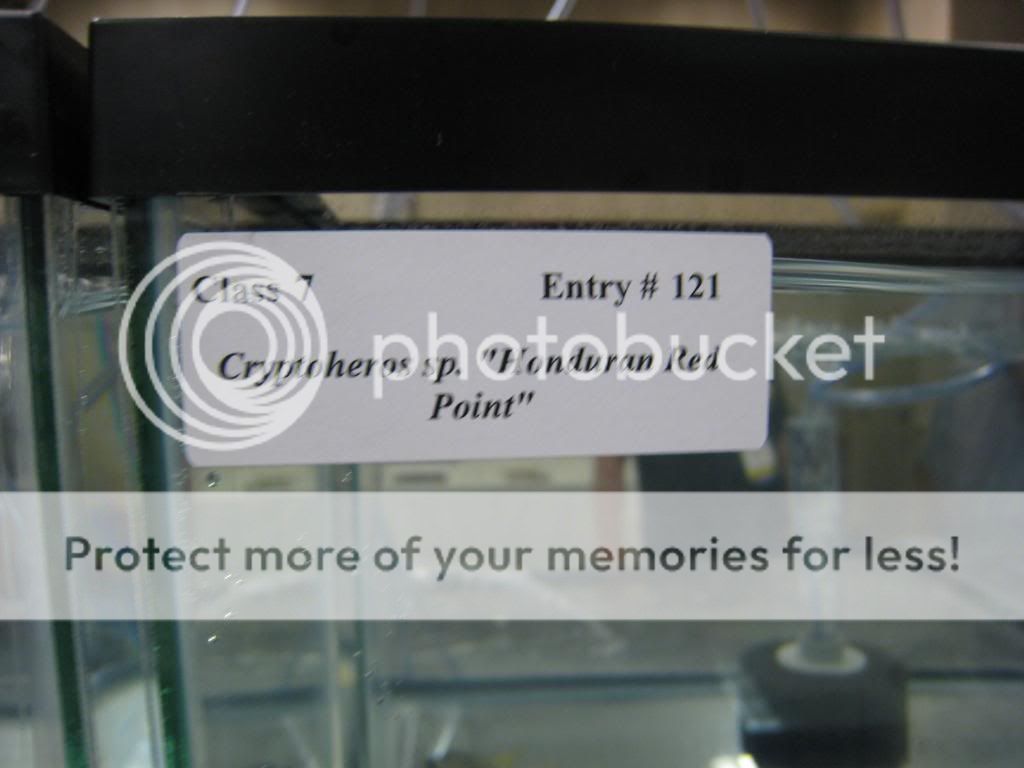 Class 7 Entry # 121
Cryptoheros sp. "Honduran Red
Point"
photobucket
Protect more of your memories for less!